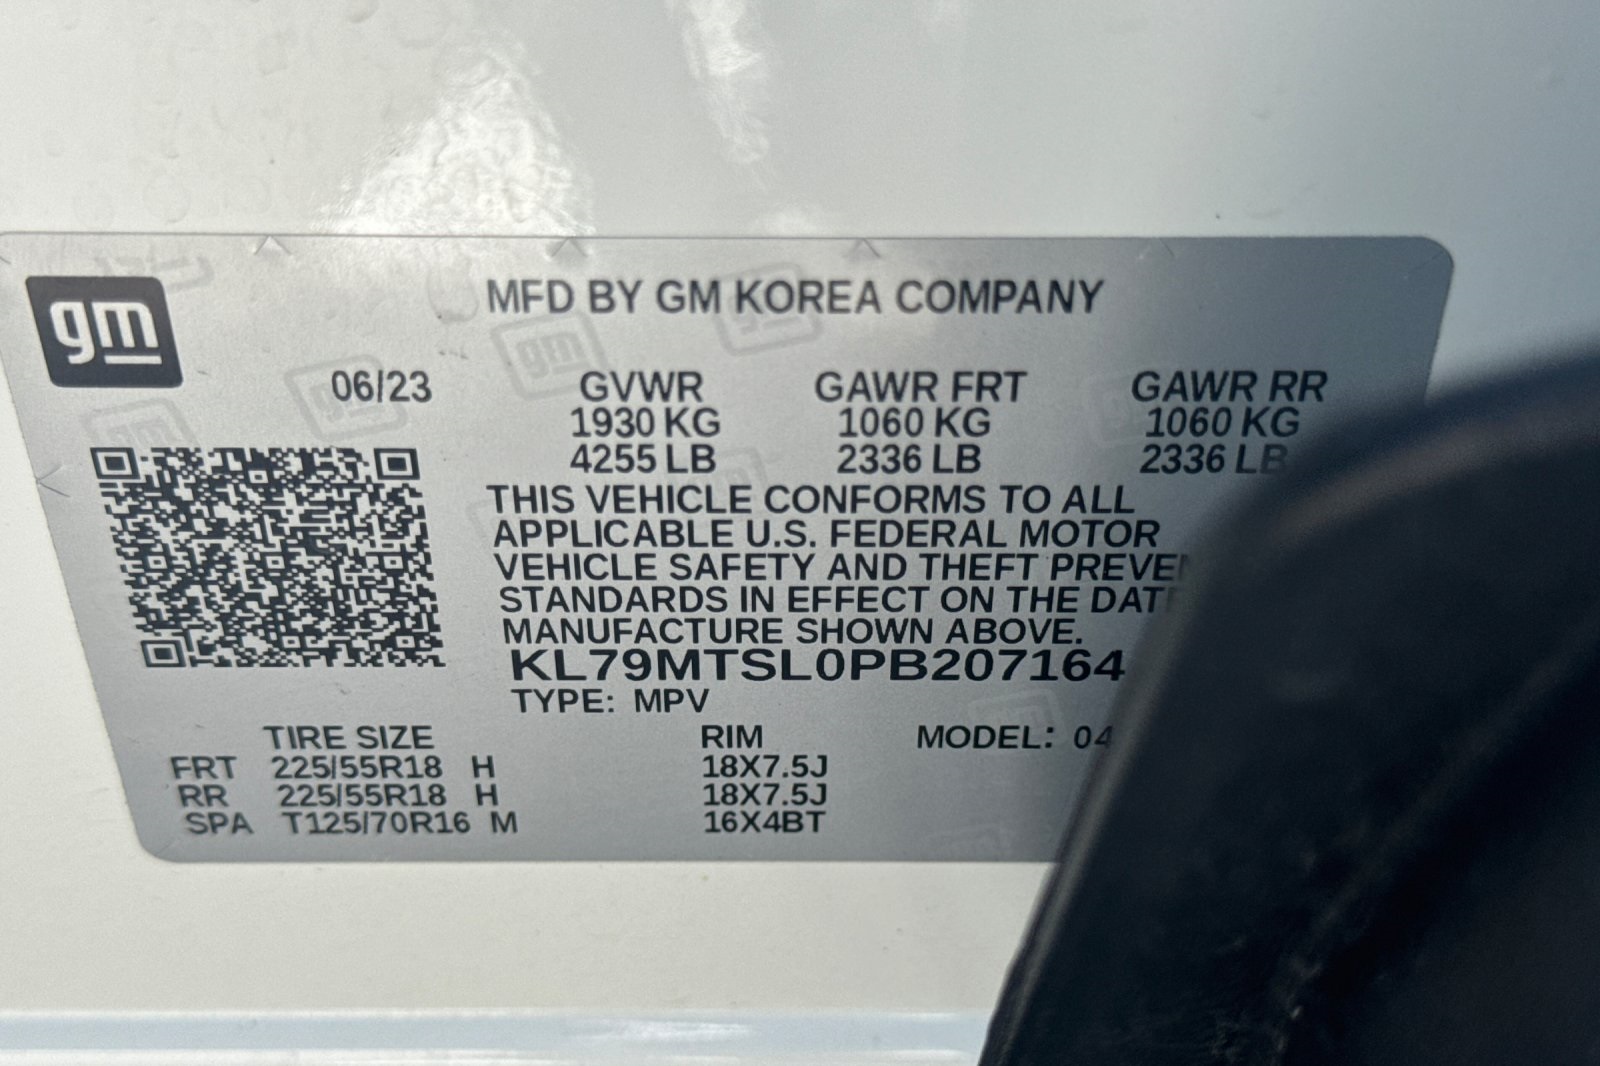 gm
MFD BY GM KOREA COMPANY
06/23 GVWR GAWR FRT GAWR RR
1930 KG 1060 KG 1060 KG
4255 LB 2336 LB 2336 LB
THIS VEHICLE CONFORMS TO ALL
APPLICABLE U.S. FEDERAL MOTOR
VEHICLE SAFETY AND THEFT
STANDARDS IN EFFECT ON THE
MANUFACTURE SHOWN ABOVE.
KL79MTSL0PB207164
TYPE: MPV
TIRE SIZE RIM MODEL: 04
FRT 225/55R18 H 18X7.5J
RR 225/55R18 H 18X7.5J
SPA T125/70R16 M 16X4BT